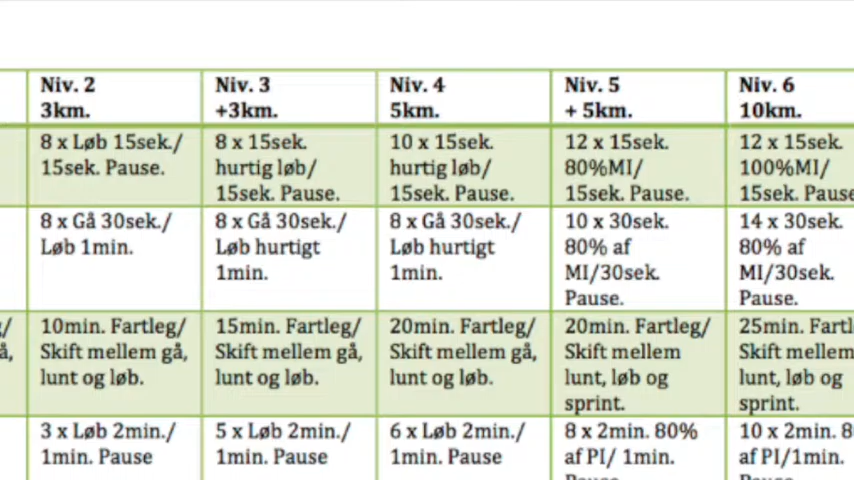 Niv. 2
3km.
Niv. 3
+3km.
Niv. 4
5km.
Niv. 5
+ 5km.
Niv. 6
10km.
8 x Løb 15sek./
15sek. Pause.
8 x 15sek.
hurtig løb/
15sek. Pause.
10 x 15sek.
hurtig løb/
15sek. Pause.
12 x 15sek.
80%MI/
15sek. Pause.
12 x 15sek.
100%MI/
15sek. Pause
8 x Gå 30sek./
Løb 1min.
8 x Gå 30sek./
Løb hurtigt
1min.
8 x Gå 30sek./
Løb hurtigt
1min.
10 x 30sek.
80% af
MI/30sek.
Pause.
14 x 30sek.
80% af
MI/30sek.
Pause.
10min. Fartleg/
Skift mellem gå,
lunt og løb.
15min. Fartleg/
Skift mellem gå,
lunt og løb.
20min. Fartleg/
Skift mellem gå,
lunt og løb.
20min. Fartleg/
Skift mellem
lunt, løb og
sprint.
25min. Fartl
Skift mellem
lunt, løb og
sprint.
3 x Løb 2min./
1min. Pause
5 x Løb 2min./
1min. Pause
6 x Løb 2min./
1min. Pause
8 x 2min. 80%
af PI/ 1min.
10 x 2min. 8
af PI/1min.